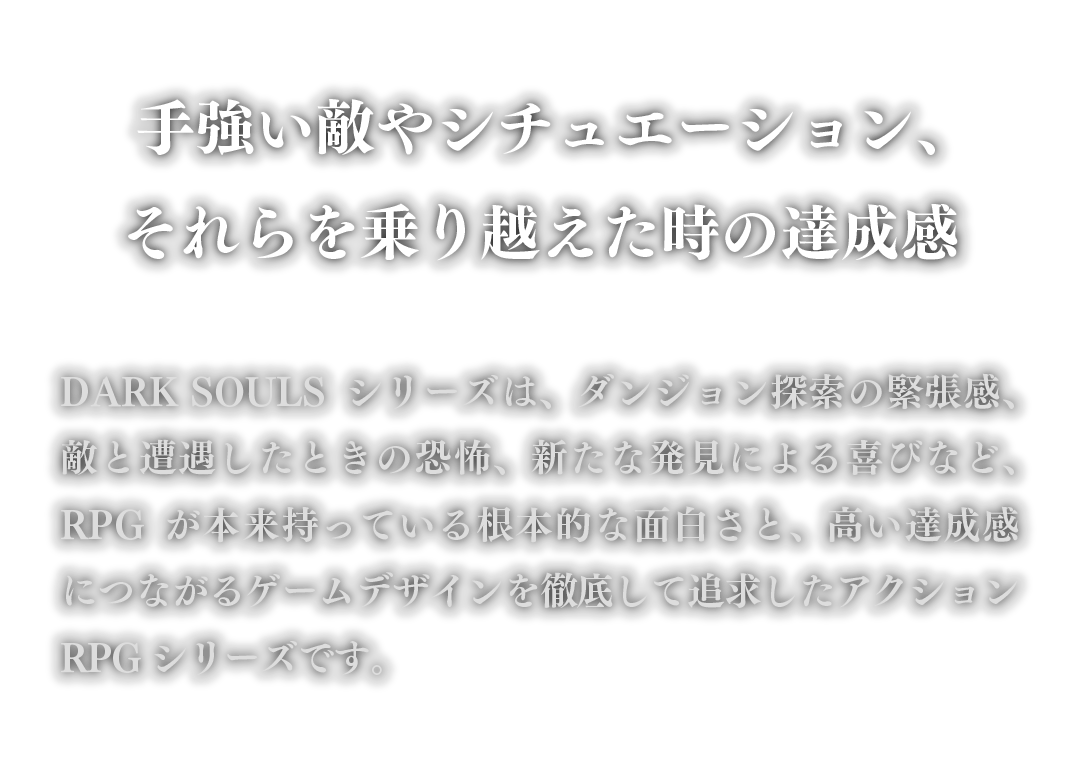 手強い敵やシチュエーション、
それらを乗り越えた時の達成感
DARK SOULS シリーズは、ダンジョン探索の緊張感、
敵と遭遇したときの恐怖、新たな発見による喜びなど、
RPG が本来持っている根本的な面白さと、高い達成感
につながるゲームデザインを徹底して追求したアクション
RPG シリーズです。